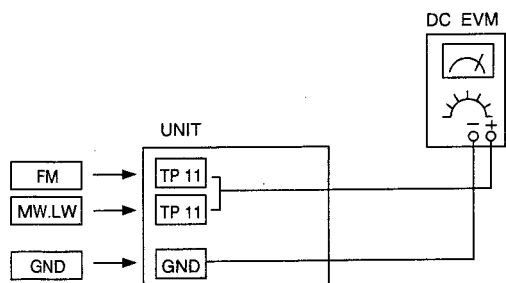 DC EVM
− +
UNIT
FM
TP 11
MW.LW
TP 11
GND
GND